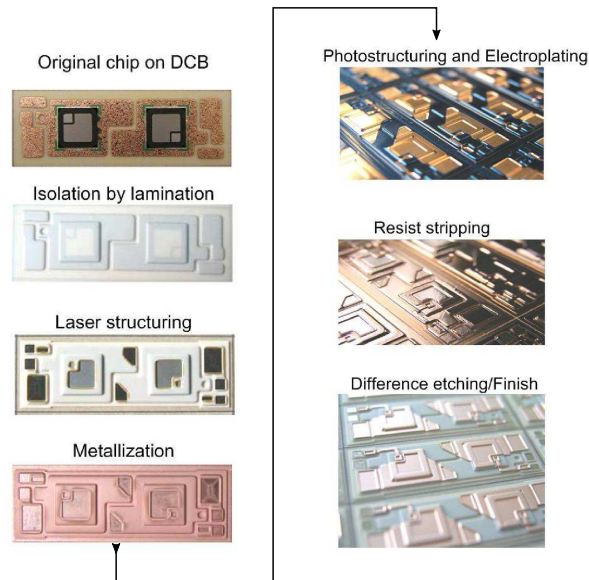 Original chip on DCB
Isolation by lamination
Laser structuring
Metallization
Photostructuring and Electroplating
Resist stripping
Difference etching/Finish